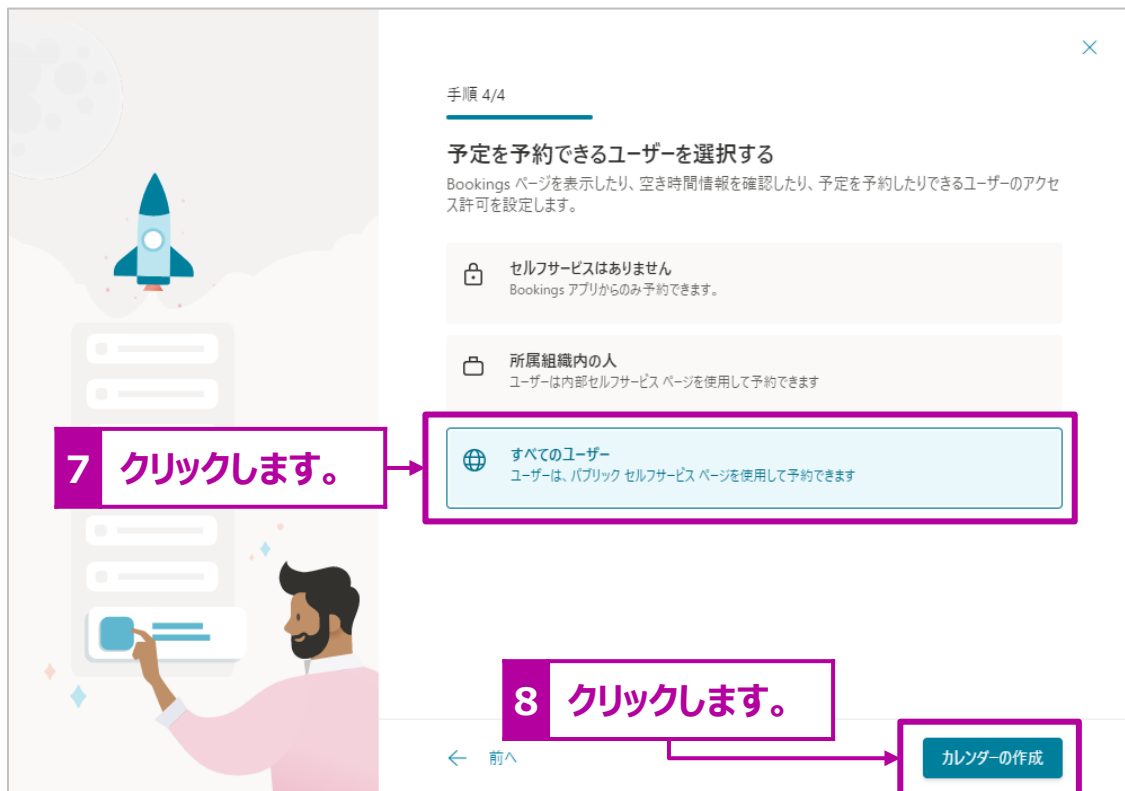 手順 4/4
予定を予約できるユーザーを選択する
Bookings ページを表示したり、空き時間情報を確認したり、予定を予約したりできるユーザーのアクセ
ス許可を設定します。
セルフサービスはありません
Bookings アプリからのみ予約できます。
所属組織内の人
ユーザーは内部セルフサービス ページを使用して予約できます
7 クリックします。
すべてのユーザー
ユーザーは、パブリック セルフサービス ページを使用して予約できます
8 クリックします。
← 前へ
カレンダーの作成